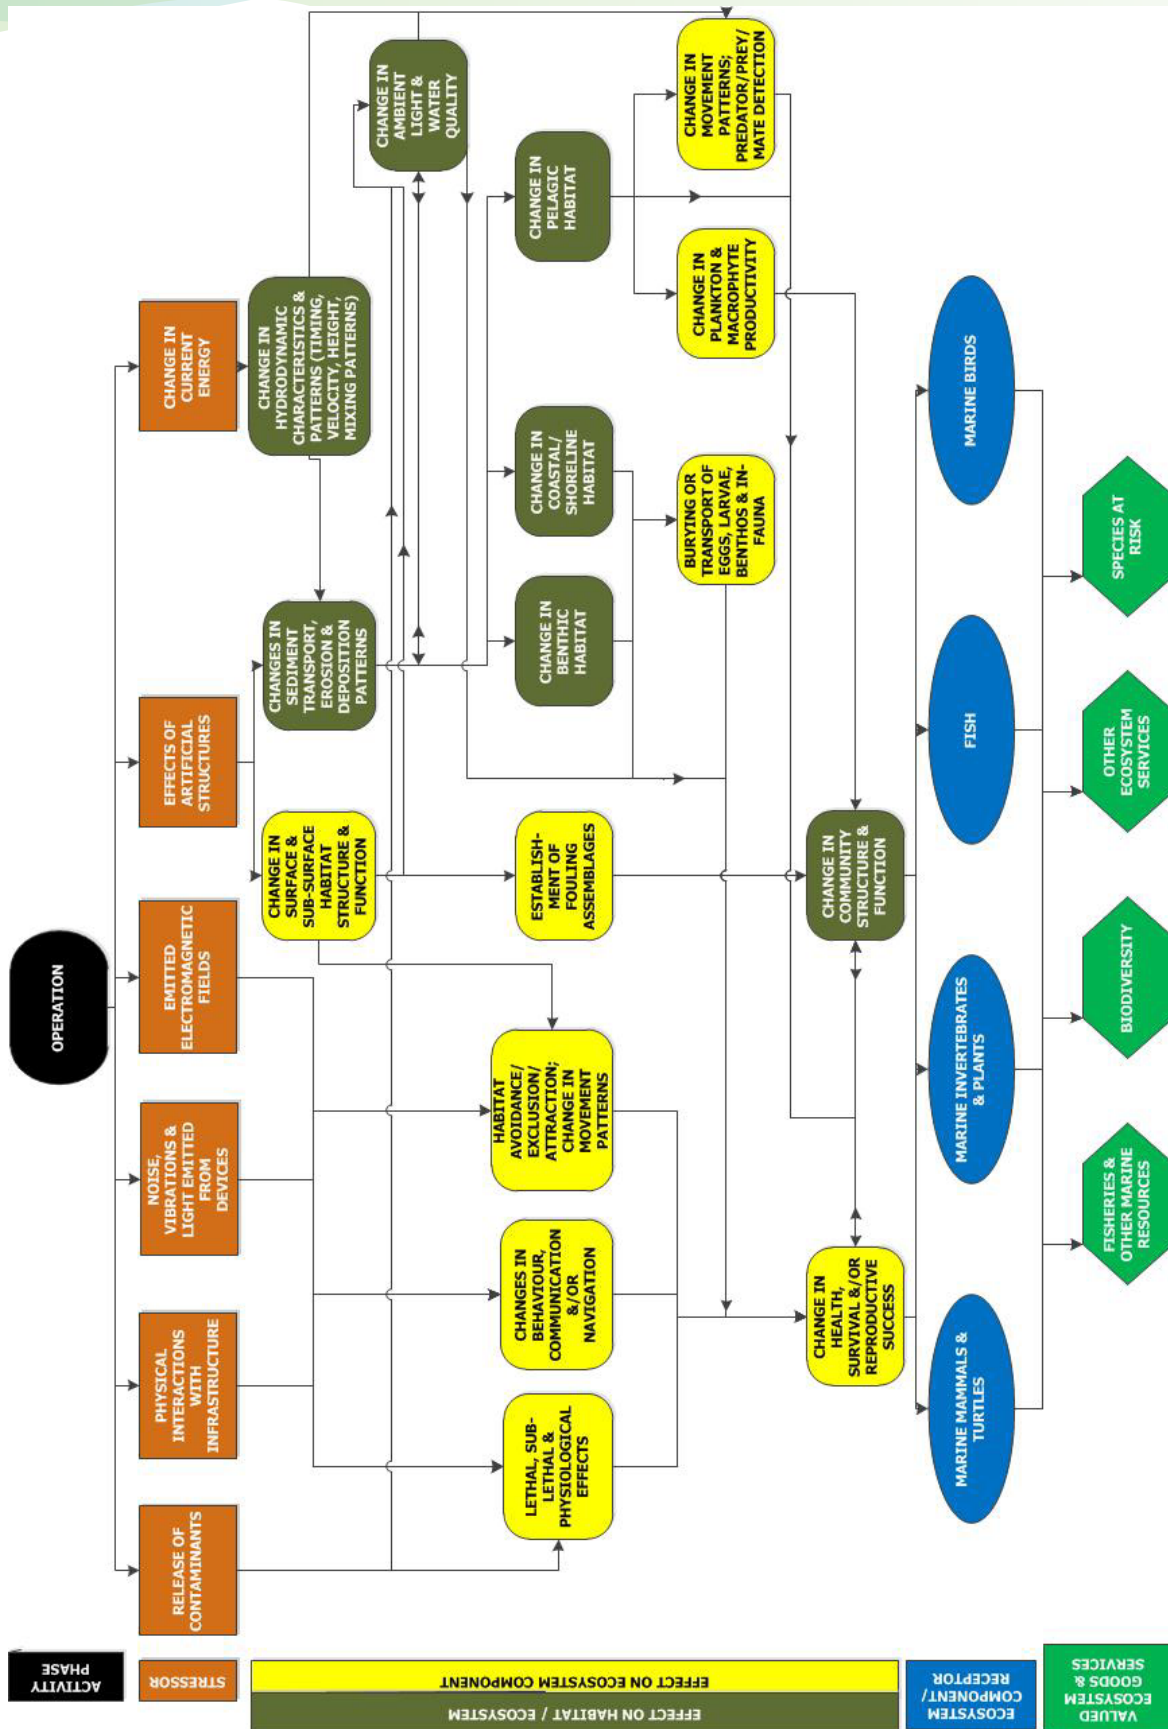 OPERATION
RELEASE OF
CONTAMINANTS
PHYSICAL
INTERACTIONS
WITH
INFRASTRUCTURE
NOISE,
VIBRATIONS &
LIGHT EMITTED
FROM
DEVICES
EMITTED
ELECTROMAGNETIC
FIELDS
EFFECTS OF
ARTIFICIAL
STRUCTURES
CHANGE IN
CURRENT
ENERGY
CHANGE IN
SURFACE &
SUB-SURFACE
HABITAT
STRUCTURE &
FUNCTION
CHANGES IN
SEDIMENT
TRANSPORT,
EROSION &
DEPOSITION
PATTERNS
CHANGE IN
HYDRODYNAMIC
CHARACTERISTICS &
PATTERNS (TIMING,
VELOCITY, HEIGHT,
MIXING PATTERNS)
CHANGE IN
AMBIENT
LIGHT &
WATER
QUALITY
LETHAL, SUB-
LETHAL &
PHYSIOLOGICAL
EFFECTS
CHANGES IN
BEHAVIOUR,
COMMUNICATION
&/OR
NAVIGATION
HABITAT
AVOIDANCE/
EXCLUSION/
ATTRACTION;
CHANGE IN
MOVEMENT
PATTERNS
ESTABLISH-
MENT OF
FOULING
ASSEMBLAGES
CHANGE IN
BENTHIC
HABITAT
CHANGE IN
COASTAL/
SHORELINE
HABITAT
CHANGE IN
PELAGIC
HABITAT
BURYING OR
TRANSPORT OF
EGGS, LARVAE,
BENTHOS & IN-
FAUNA
CHANGE IN
PLANKTON &
MACROPHYTE
PRODUCTIVITY
CHANGE IN
MOVEMENT
PATTERNS;
PREDATOR/PREY/
MATE DETECTION
CHANGE IN
HEALTH,
SURVIVAL &/OR
REPRODUCTIVE
SUCCESS
CHANGE IN
COMMUNITY
STRUCTURE &
FUNCTION
MARINE MAMMALS &
TURTLES
MARINE INVERTEBRATES
& PLANTS
FISH
MARINE BIRDS
FISHERIES &
OTHER MARINE
RESOURCES
BIODIVERSITY
OTHER
ECOSYSTEM
SERVICES
SPECIES AT
RISK
ACTIVITY
PHASE
STRESSOR
EFFECT ON ECOSYSTEM COMPONENT
EFFECT ON HABITAT / ECOSYSTEM
ECOSYSTEM
COMPONENT/
RECEPTOR
VALUED
ECOSYSTEM
GOODS &
SERVICES